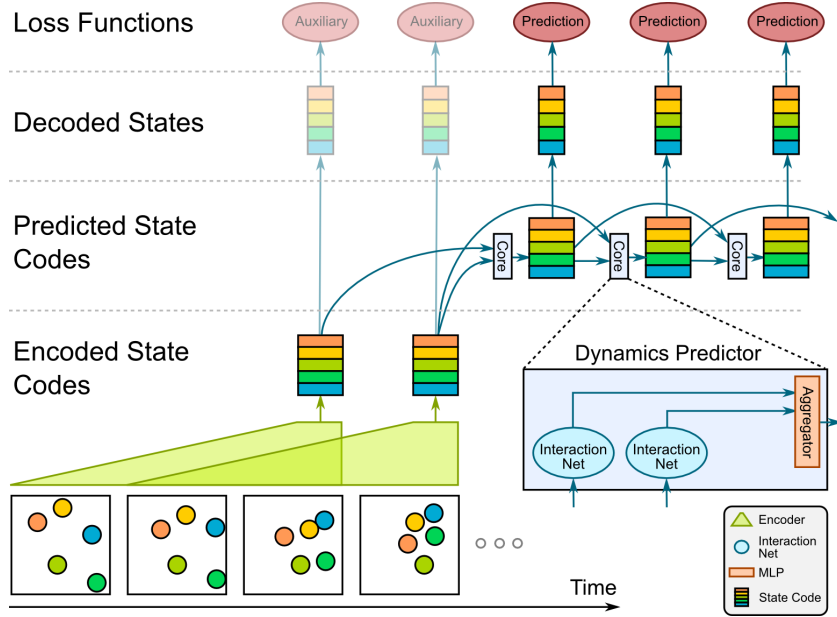 Loss Functions
Auxiliary
Auxiliary
Prediction
Prediction
Prediction
Decoded States
Predicted State
Codes
Core
Core
Core
Encoded State
Codes
Dynamics Predictor
Interaction
Net
Interaction
Net
Aggregator
Time
Encoder
Interaction
Net
MLP
State Code